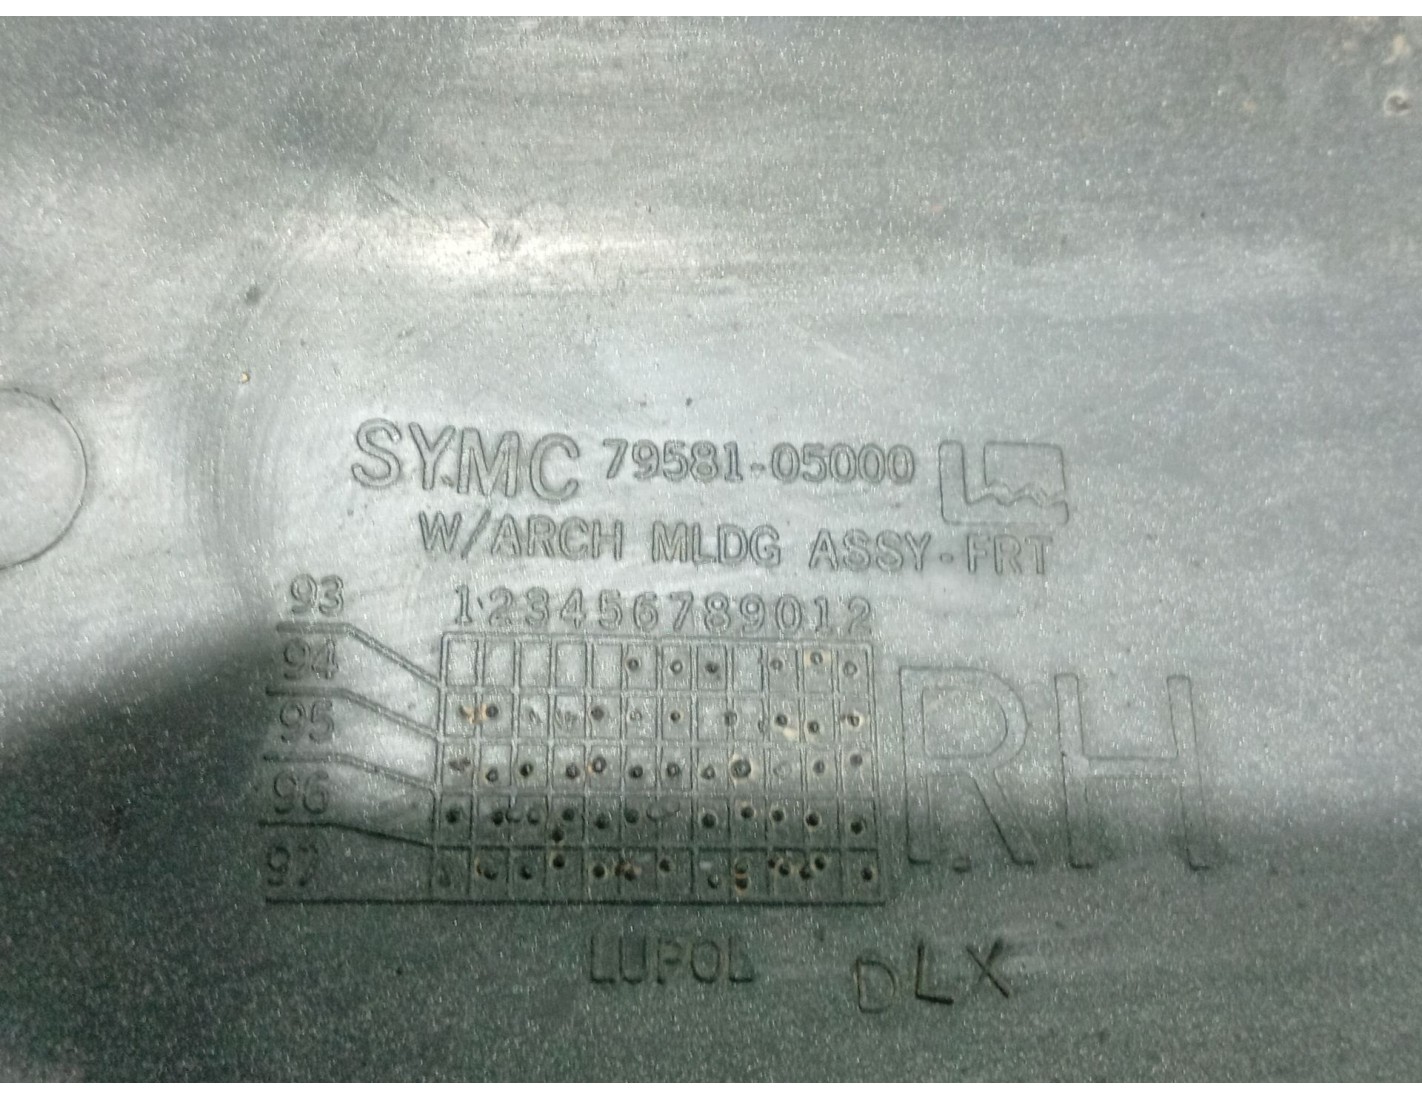 SYMC 79581-05000
W/ARCH MLDG ASSY-FRT
93 123456789012
94
95
96
97
RH
LUPOL DLX